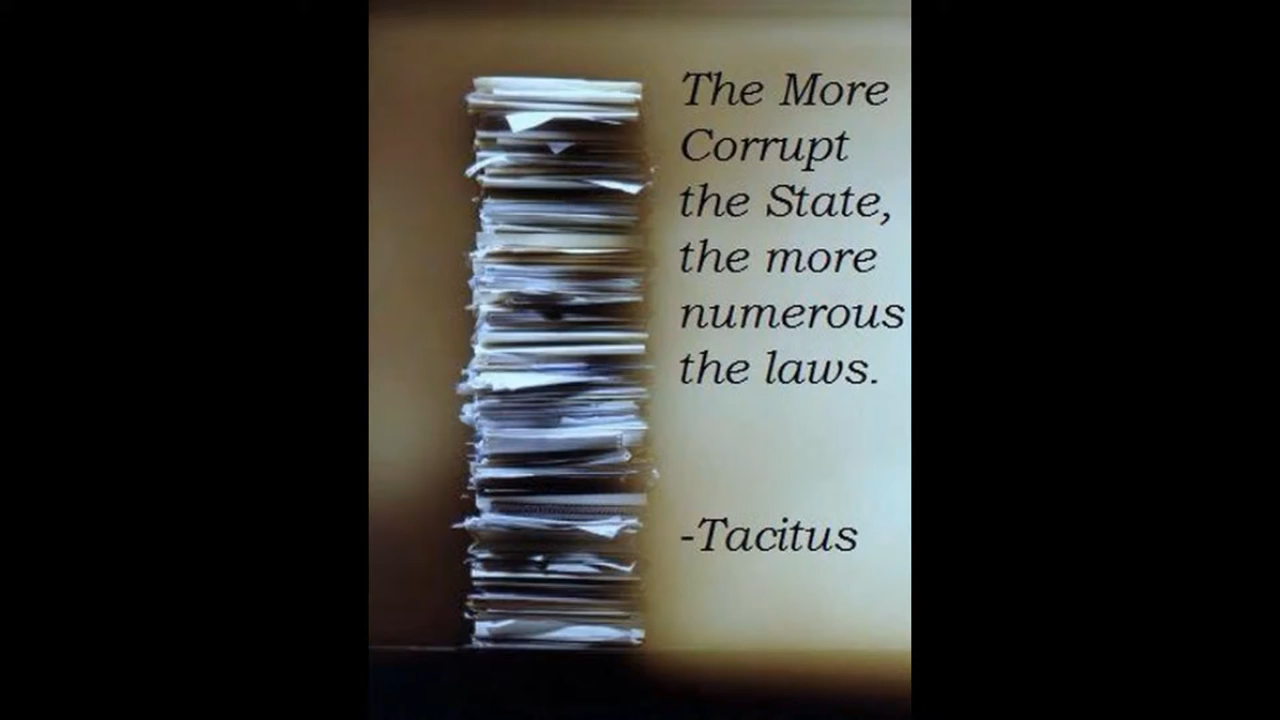 The More
Corrupt
the State,
the more
numerous
the laws.
-Tacitus